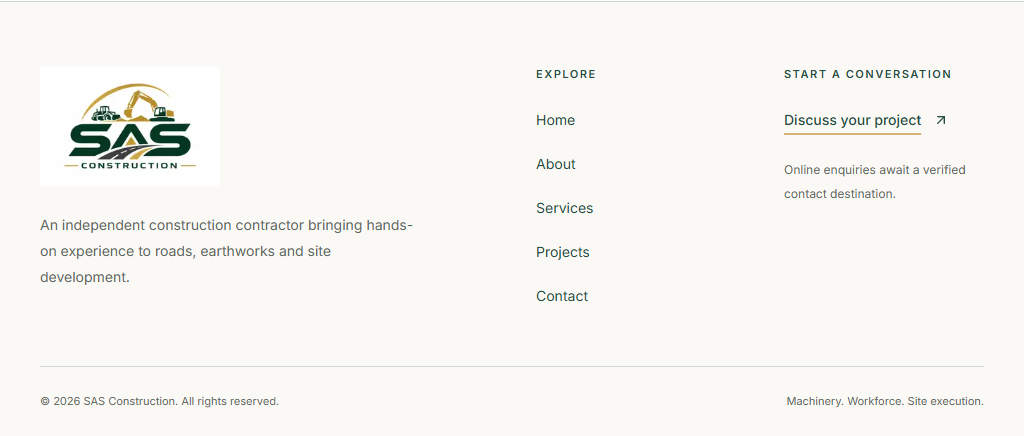 SAS
CONSTRUCTION
An independent construction contractor bringing hands-
on experience to roads, earthworks and site
development.
EXPLORE
Home
About
Services
Projects
Contact
START A CONVERSATION
Discuss your project ↗
Online enquiries await a verified
contact destination.
© 2026 SAS Construction. All rights reserved.
Machinery. Workforce. Site execution.